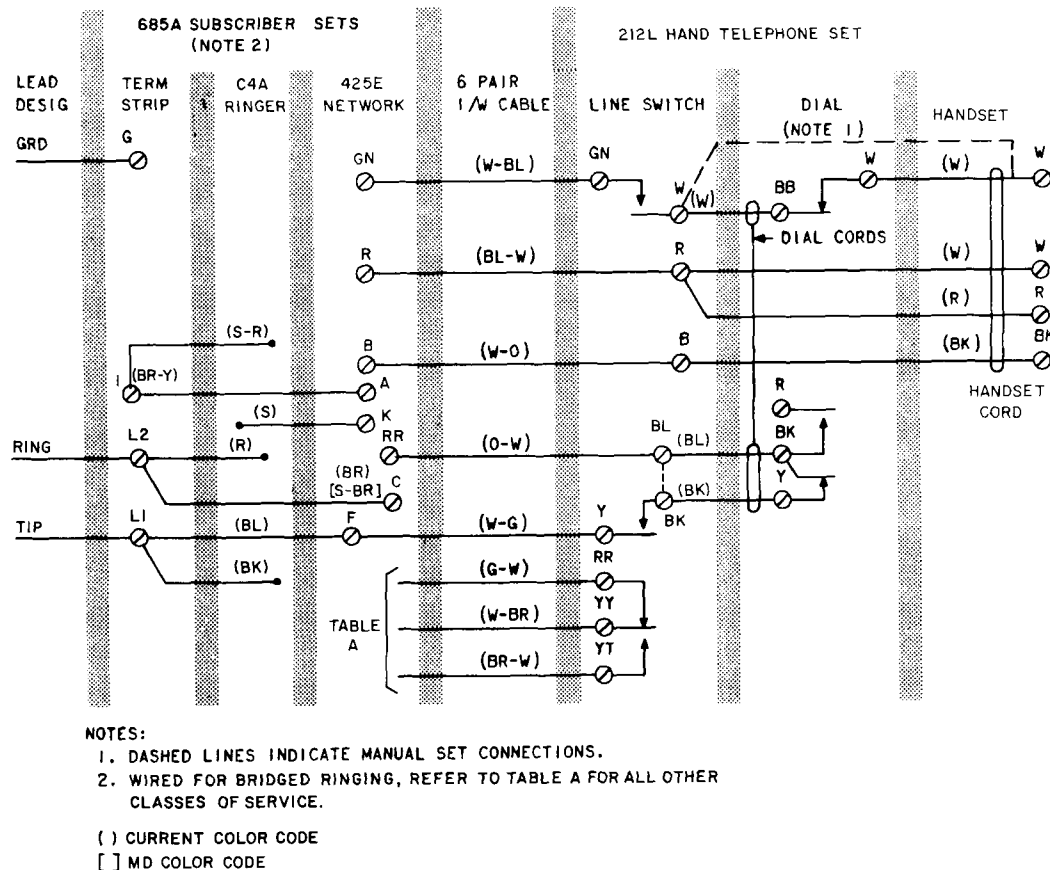 685A SUBSCRIBER SETS
(NOTE 2)
212L HAND TELEPHONE SET
LEAD DESIG
TERM STRIP
C4A RINGER
425E NETWORK
6 PAIR I/W CABLE
LINE SWITCH
DIAL (NOTE 1)
HANDSET
GRD
G
GN
(W-BL)
GN
W
(W)
BB
W
(W)
W
DIAL CORDS
R
(BL-W)
R
(W)
W
(R)
R
(S-R)
B
(W-O)
B
(BK)
BK
1
(BR-Y)
A
HANDSET CORD
(S)
K
R
RING
L2
(R)
RR
(O-W)
BL
(BL)
BK
(BR)
[S-BR]
C
BK
(BK)
Y
TIP
L1
(BL)
F
(W-G)
Y
(BK)
(G-W)
RR
TABLE A
(W-BR)
YY
(BR-W)
YT
NOTES:
1. DASHED LINES INDICATE MANUAL SET CONNECTIONS.
2. WIRED FOR BRIDGED RINGING, REFER TO TABLE A FOR ALL OTHER
CLASSES OF SERVICE.
( ) CURRENT COLOR CODE
[ ] MD COLOR CODE